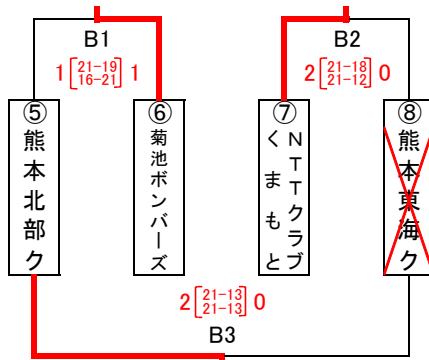 B1
B2
1[21-19 16-21]1
2[21-18 21-12]0
⑤
熊本北部ク
⑥
菊池ボンバーズ
⑦
NTTクラブ
くまもと
⑧
熊本東海ク
2[21-13 21-13]0
B3